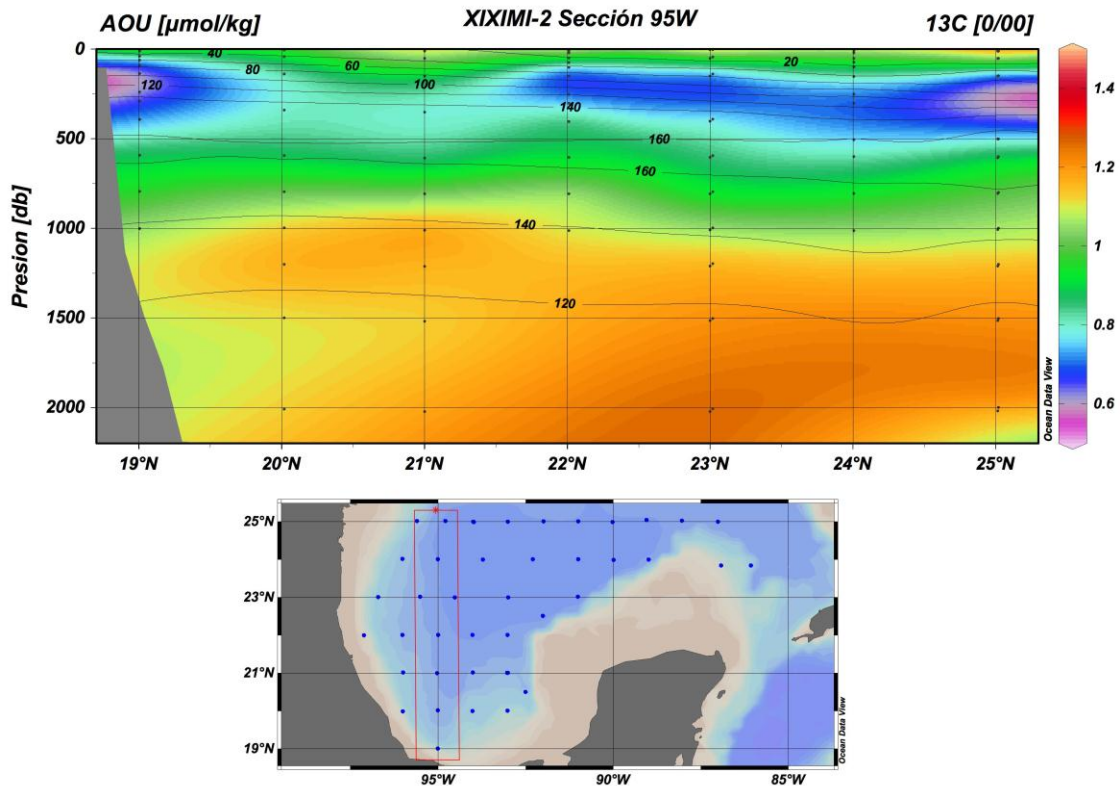 AOU [µmol/kg] XIXIMI-2 Sección 95W 13C [0/00]
0 40 80 60 20
120 100 140
500 160
160
1000 140
120
1500
2000
Presion [db]
1.4
1.2
1
0.8
0.6
Ocean Data View
19°N 20°N 21°N 22°N 23°N 24°N 25°N
25°N
23°N
21°N
19°N
Ocean Data View
95°W 90°W 85°W